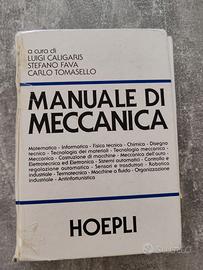 a cura di
LUIGI CALIGARIS
STEFANO FAVA
CARLO TOMASELLO
MANUALE DI
MECCANICA
Matematica - Informatica - Fisica tecnica - Chimica - Disegno
tecnico - Tecnologia dei materiali - Tecnologia meccanica -
Meccanica - Costruzione di macchine - Meccanica dell'auto -
Elettrotecnica ed Elettronica - Sistemi automatici - Controllo e
regolazione automatica - Sensori e trasduttori - Robotica
industriale - Termotecnica - Macchine a fluido - Organizzazione
industriale - Antinfortunistica
HOEPLI
subito